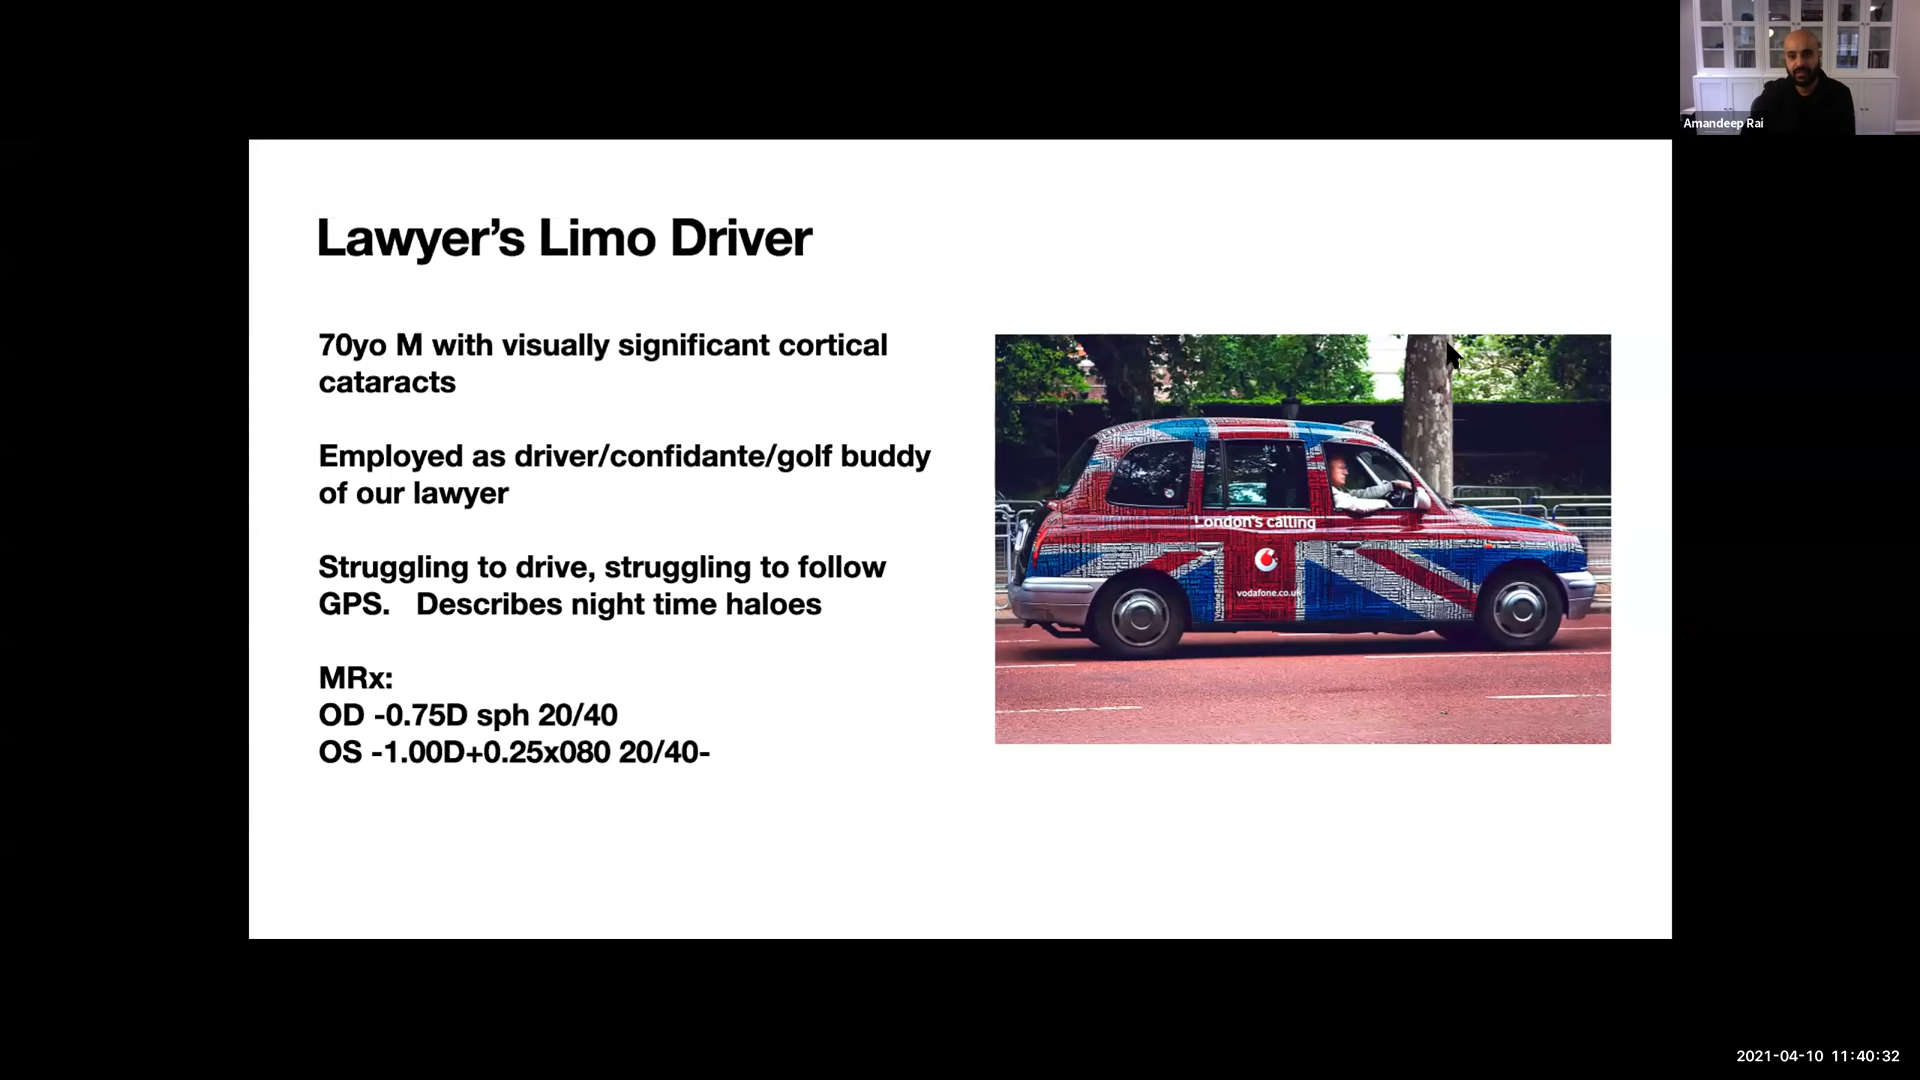 Amandeep Rai
Lawyer’s Limo Driver
70yo M with visually significant cortical
cataracts
Employed as driver/confidante/golf buddy
of our lawyer
Struggling to drive, struggling to follow
GPS.   Describes night time haloes
MRx:
OD -0.75D sph 20/40
OS -1.00D+0.25x080 20/40-
London's calling
vodafone.co.uk
2021-04-10 11:40:32